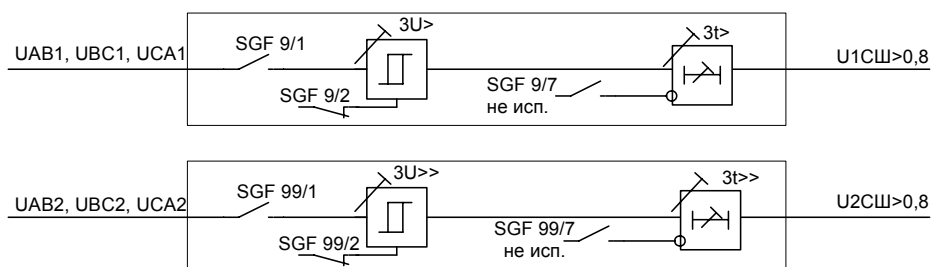 3U>
3t>
UAB1, UBC1, UCA1
SGF 9/1
U1СШ>0,8
SGF 9/2
SGF 9/7
не исп.
3U>>
3t>>
UAB2, UBC2, UCA2
SGF 99/1
U2СШ>0,8
SGF 99/2
SGF 99/7
не исп.